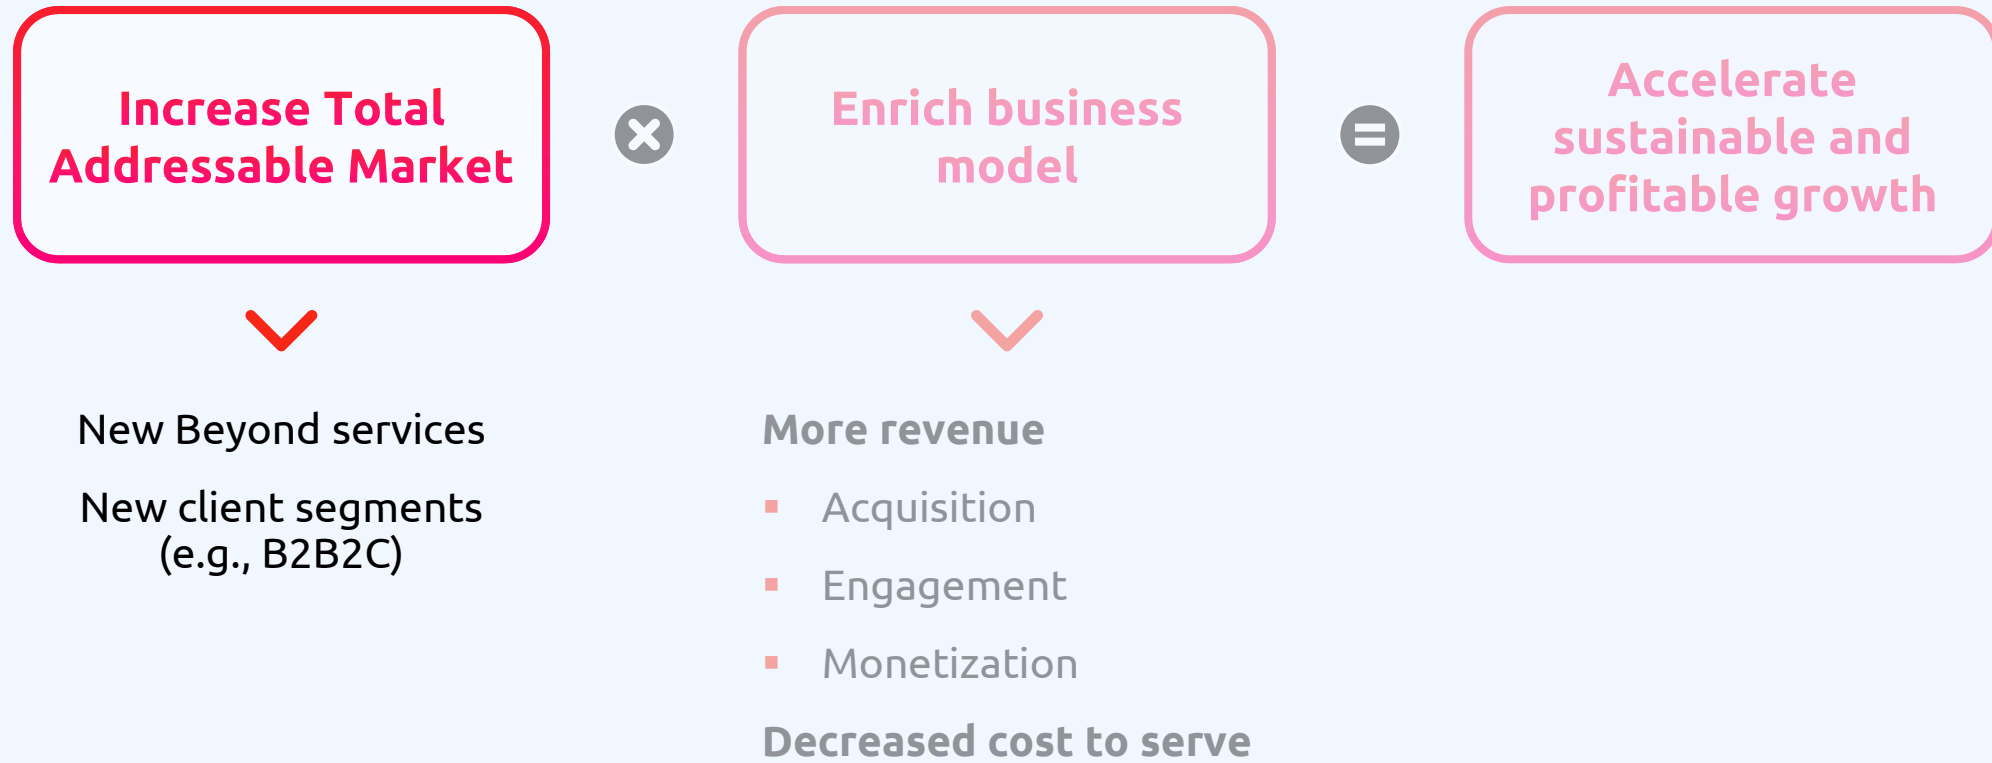 Increase Total
Addressable Market
Enrich business
model
Accelerate
sustainable and
profitable growth
New Beyond services
New client segments
(e.g., B2B2C)
More revenue
Acquisition
Engagement
Monetization
Decreased cost to serve